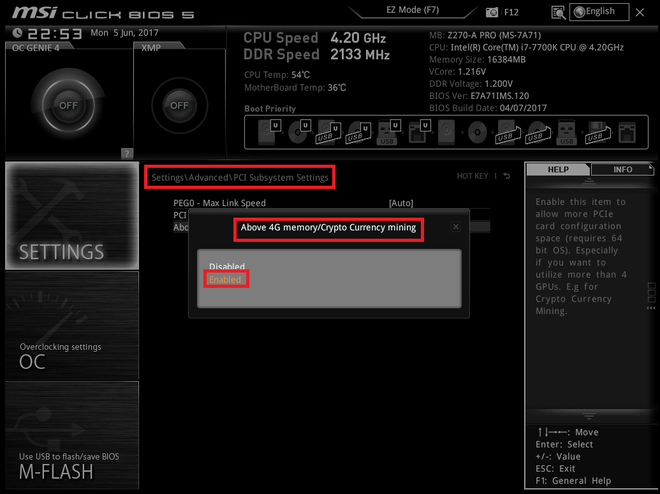 msi CLICK BIOS 5
EZ Mode (F7)
F12
English
22:53 Mon 5 Jun, 2017
OC GENIE 4
XMP
OFF
OFF
?
CPU Speed 4.20 GHz
DDR Speed 2133 MHz
CPU Temp: 54°C
MotherBoard Temp: 36°C
MB: Z270-A PRO (MS-7A71)
CPU: Intel(R) Core(TM) i7-7700K CPU @ 4.20GHz
Memory Size: 16384MB
VCore: 1.216V
DDR Voltage: 1.200V
BIOS Ver: E7A71IMS.120
BIOS Build Date: 04/07/2017
Boot Priority
U U U U U
USB USB USB USB USB USB
Settings\Advanced\PCI Subsystem Settings
HOT KEY
PEG0 - Max Link Speed [Auto]
PCI
Abo
Above 4G memory/Crypto Currency mining
Disabled
Enabled
SETTINGS
Overclocking settings
OC
Use USB to flash/save BIOS
M-FLASH
HELP
INFO
Enable this item to
allow more PCIe
card configuration
space (requires 64
bit OS). Especially
if you want to
utilize more than 4
GPUs. E.g for
Crypto Currency
Mining.
↑↓→←: Move
Enter: Select
+/-: Value
ESC: Exit
F1: General Help